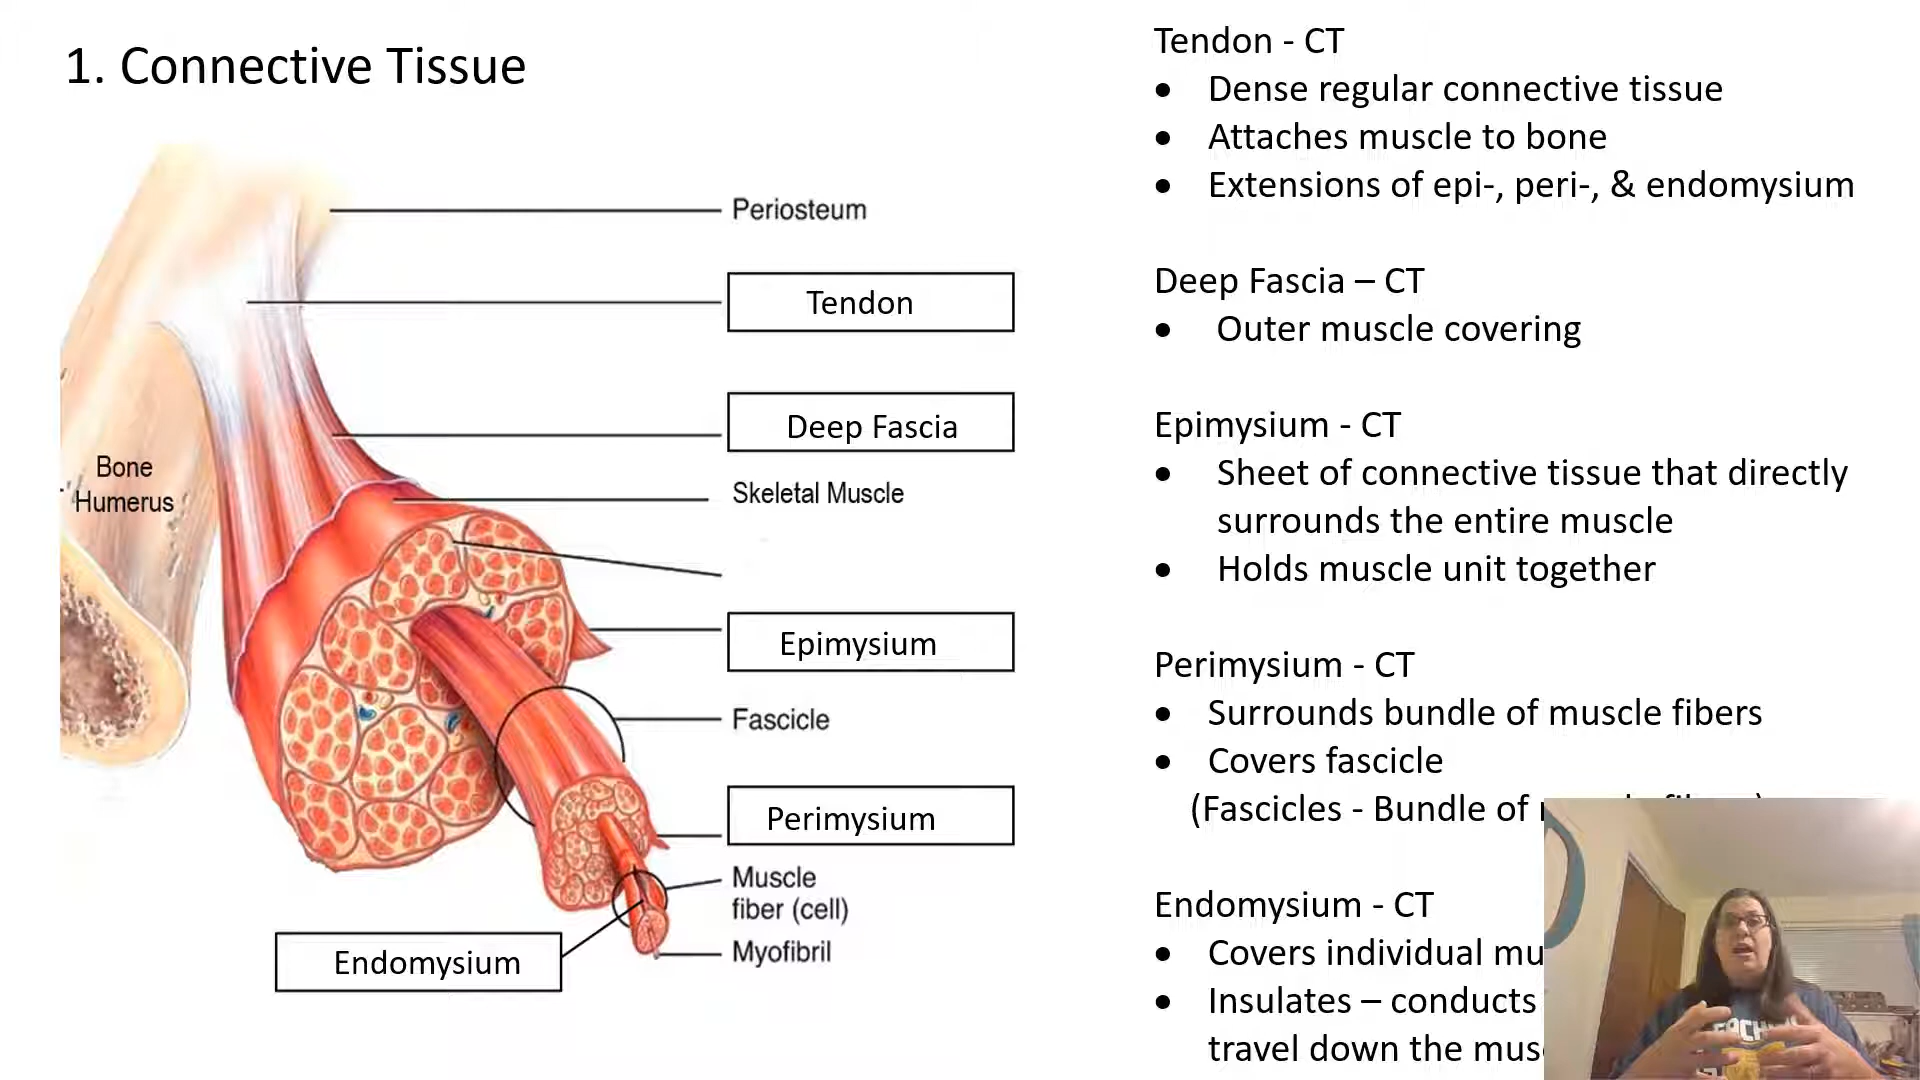 1. Connective Tissue
Periosteum
Tendon
Deep Fascia
Bone
Humerus
Skeletal Muscle
Epimysium
Fascicle
Perimysium
Muscle
fiber (cell)
Myofibril
Endomysium
Tendon - CT
• Dense regular connective tissue
• Attaches muscle to bone
• Extensions of epi-, peri-, & endomysium
Deep Fascia – CT
• Outer muscle covering
Epimysium - CT
• Sheet of connective tissue that directly
surrounds the entire muscle
• Holds muscle unit together
Perimysium - CT
• Surrounds bundle of muscle fibers
• Covers fascicle
(Fascicles - Bundle of
Endomysium - CT
• Covers individual
• Insulates – conducts
travel down the